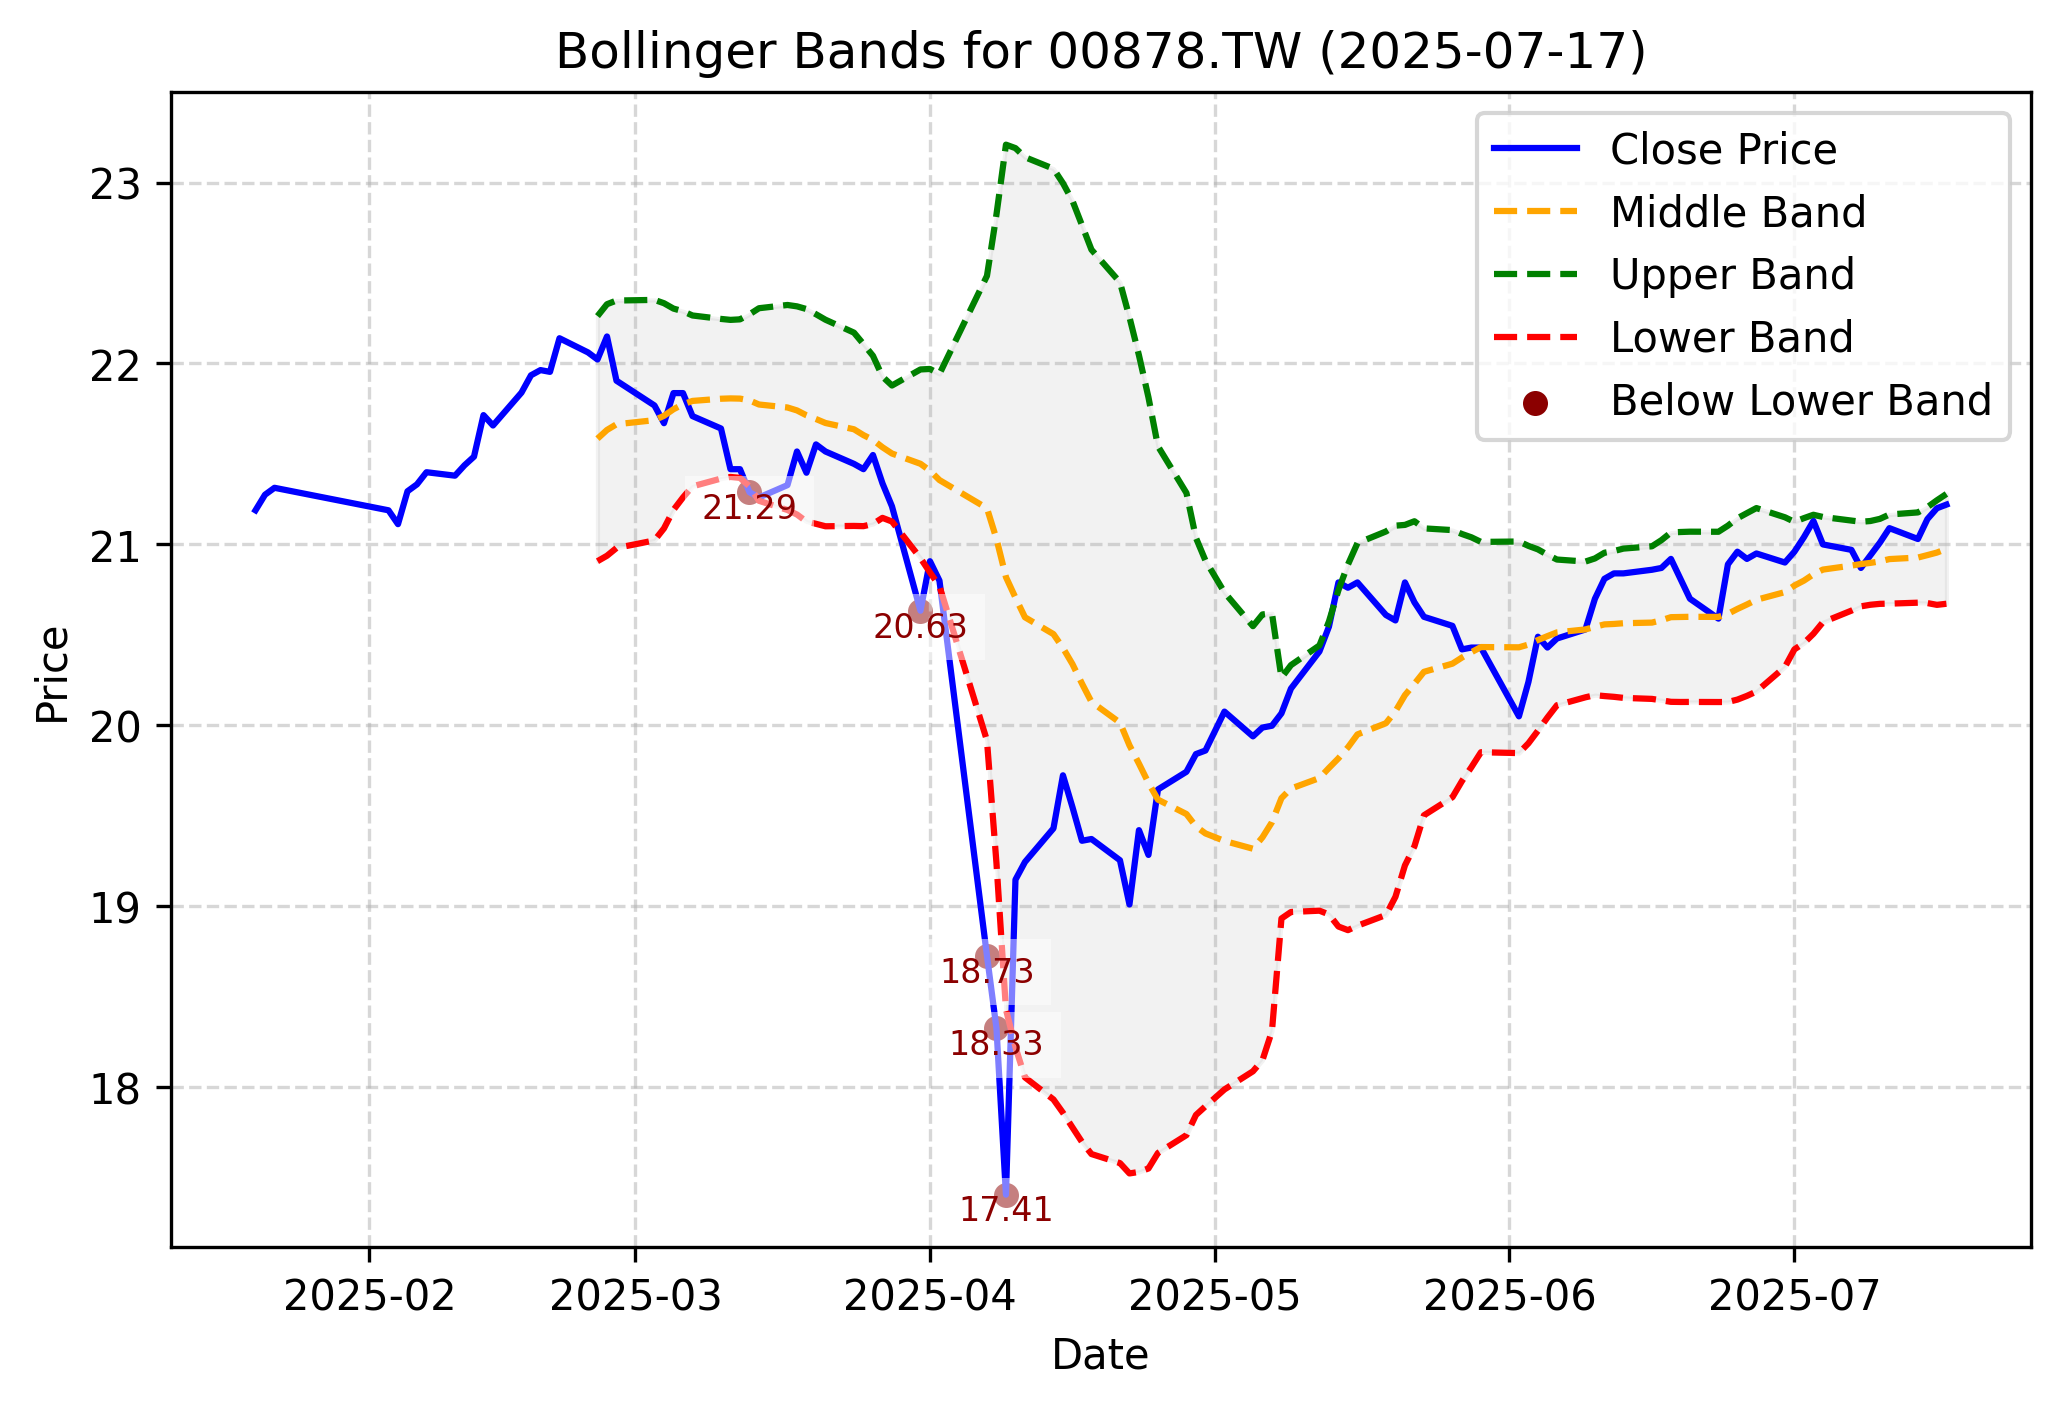 Bollinger Bands for 00878.TW (2025-07-17)
Close Price
Middle Band
Upper Band
Lower Band
Below Lower Band
23
22
21
20
19
18
Price
21.29
20.63
18.73
18.33
17.41
2025-02
2025-03
2025-04
2025-05
2025-06
2025-07
Date